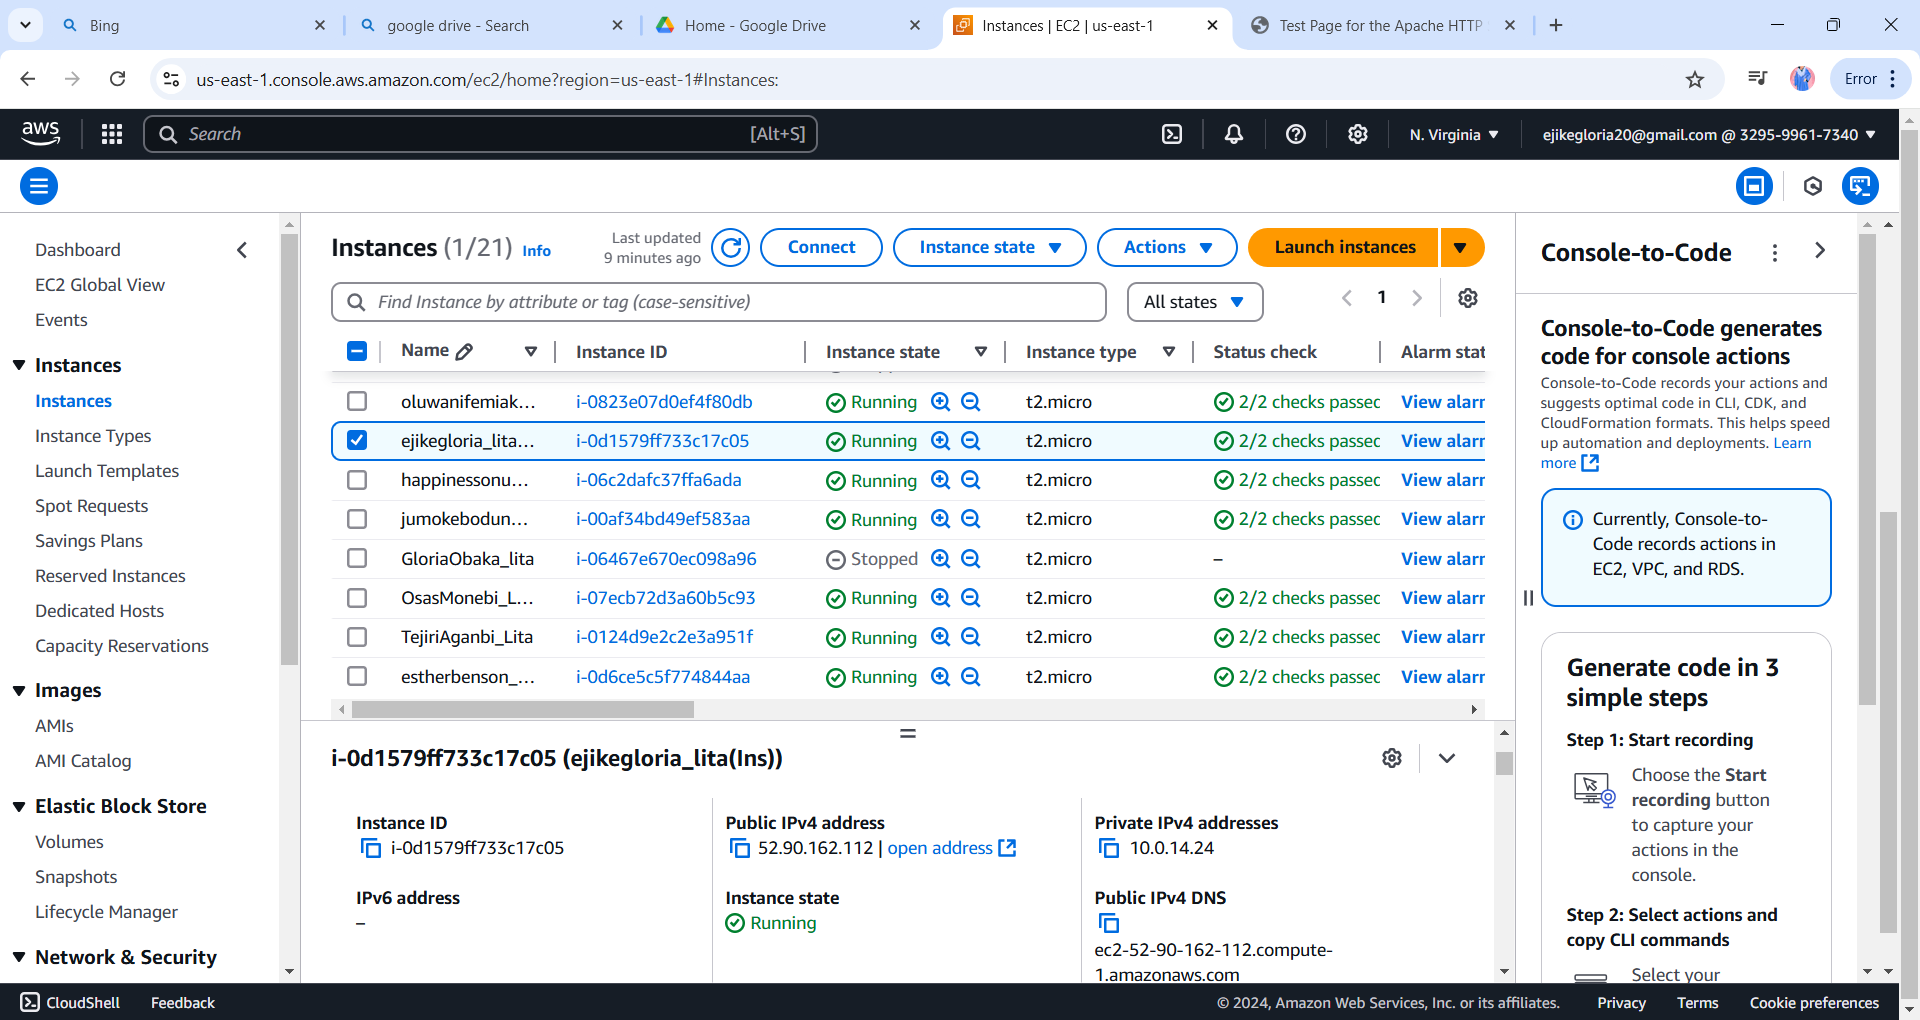 Bing
google drive - Search
Home - Google Drive
Instances | EC2 | us-east-1
Test Page for the Apache HTTP
us-east-1.console.aws.amazon.com/ec2/home?region=us-east-1#Instances:
Error
aws
Search
[Alt+S]
N. Virginia
ejikegloria20@gmail.com @ 3295-9961-7340
Dashboard
EC2 Global View
Events
Instances
Instances
Instance Types
Launch Templates
Spot Requests
Savings Plans
Reserved Instances
Dedicated Hosts
Capacity Reservations
Images
AMIs
AMI Catalog
Elastic Block Store
Volumes
Snapshots
Lifecycle Manager
Network & Security
Instances (1/21) Info
Last updated
9 minutes ago
Connect
Instance state
Actions
Launch instances
Find Instance by attribute or tag (case-sensitive)
All states
1
Name Instance ID Instance state Instance type Status check Alarm stat
oluwanifemiak... i-0823e07d0ef4f80db Running t2.micro 2/2 checks passed View alarm
ejikegloria_lita... i-0d1579ff733c17c05 Running t2.micro 2/2 checks passed View alarm
happinessonu... i-06c2dafc37ffa6ada Running t2.micro 2/2 checks passed View alarm
jumokebodun... i-00af34bd49ef583aa Running t2.micro 2/2 checks passed View alarm
GloriaObaka_lita i-06467e670ec098a96 Stopped t2.micro – View alarm
OsasMonebi_L... i-07ecb72d3a60b5c93 Running t2.micro 2/2 checks passed View alarm
TejiriAganbi_Lita i-0124d9e2c2e3a951f Running t2.micro 2/2 checks passed View alarm
estherbenson_... i-0d6ce5c5f774844aa Running t2.micro 2/2 checks passed View alarm
i-0d1579ff733c17c05 (ejikegloria_lita(Ins))
Instance ID
i-0d1579ff733c17c05
IPv6 address
–
Public IPv4 address
52.90.162.112 | open address
Instance state
Running
Private IPv4 addresses
10.0.14.24
Public IPv4 DNS
ec2-52-90-162-112.compute-
1.amazonaws.com
Console-to-Code
Console-to-Code generates
code for console actions
Console-to-Code records your actions and
suggests optimal code in CLI, CDK, and
CloudFormation formats. This helps speed
up automation and deployments. Learn
more
Currently, Console-to-
Code records actions in
EC2, VPC, and RDS.
Generate code in 3
simple steps
Step 1: Start recording
Choose the Start
recording button
to capture your
actions in the
console.
Step 2: Select actions and
copy CLI commands
Select your
CloudShell
Feedback
© 2024, Amazon Web Services, Inc. or its affiliates.
Privacy
Terms
Cookie preferences